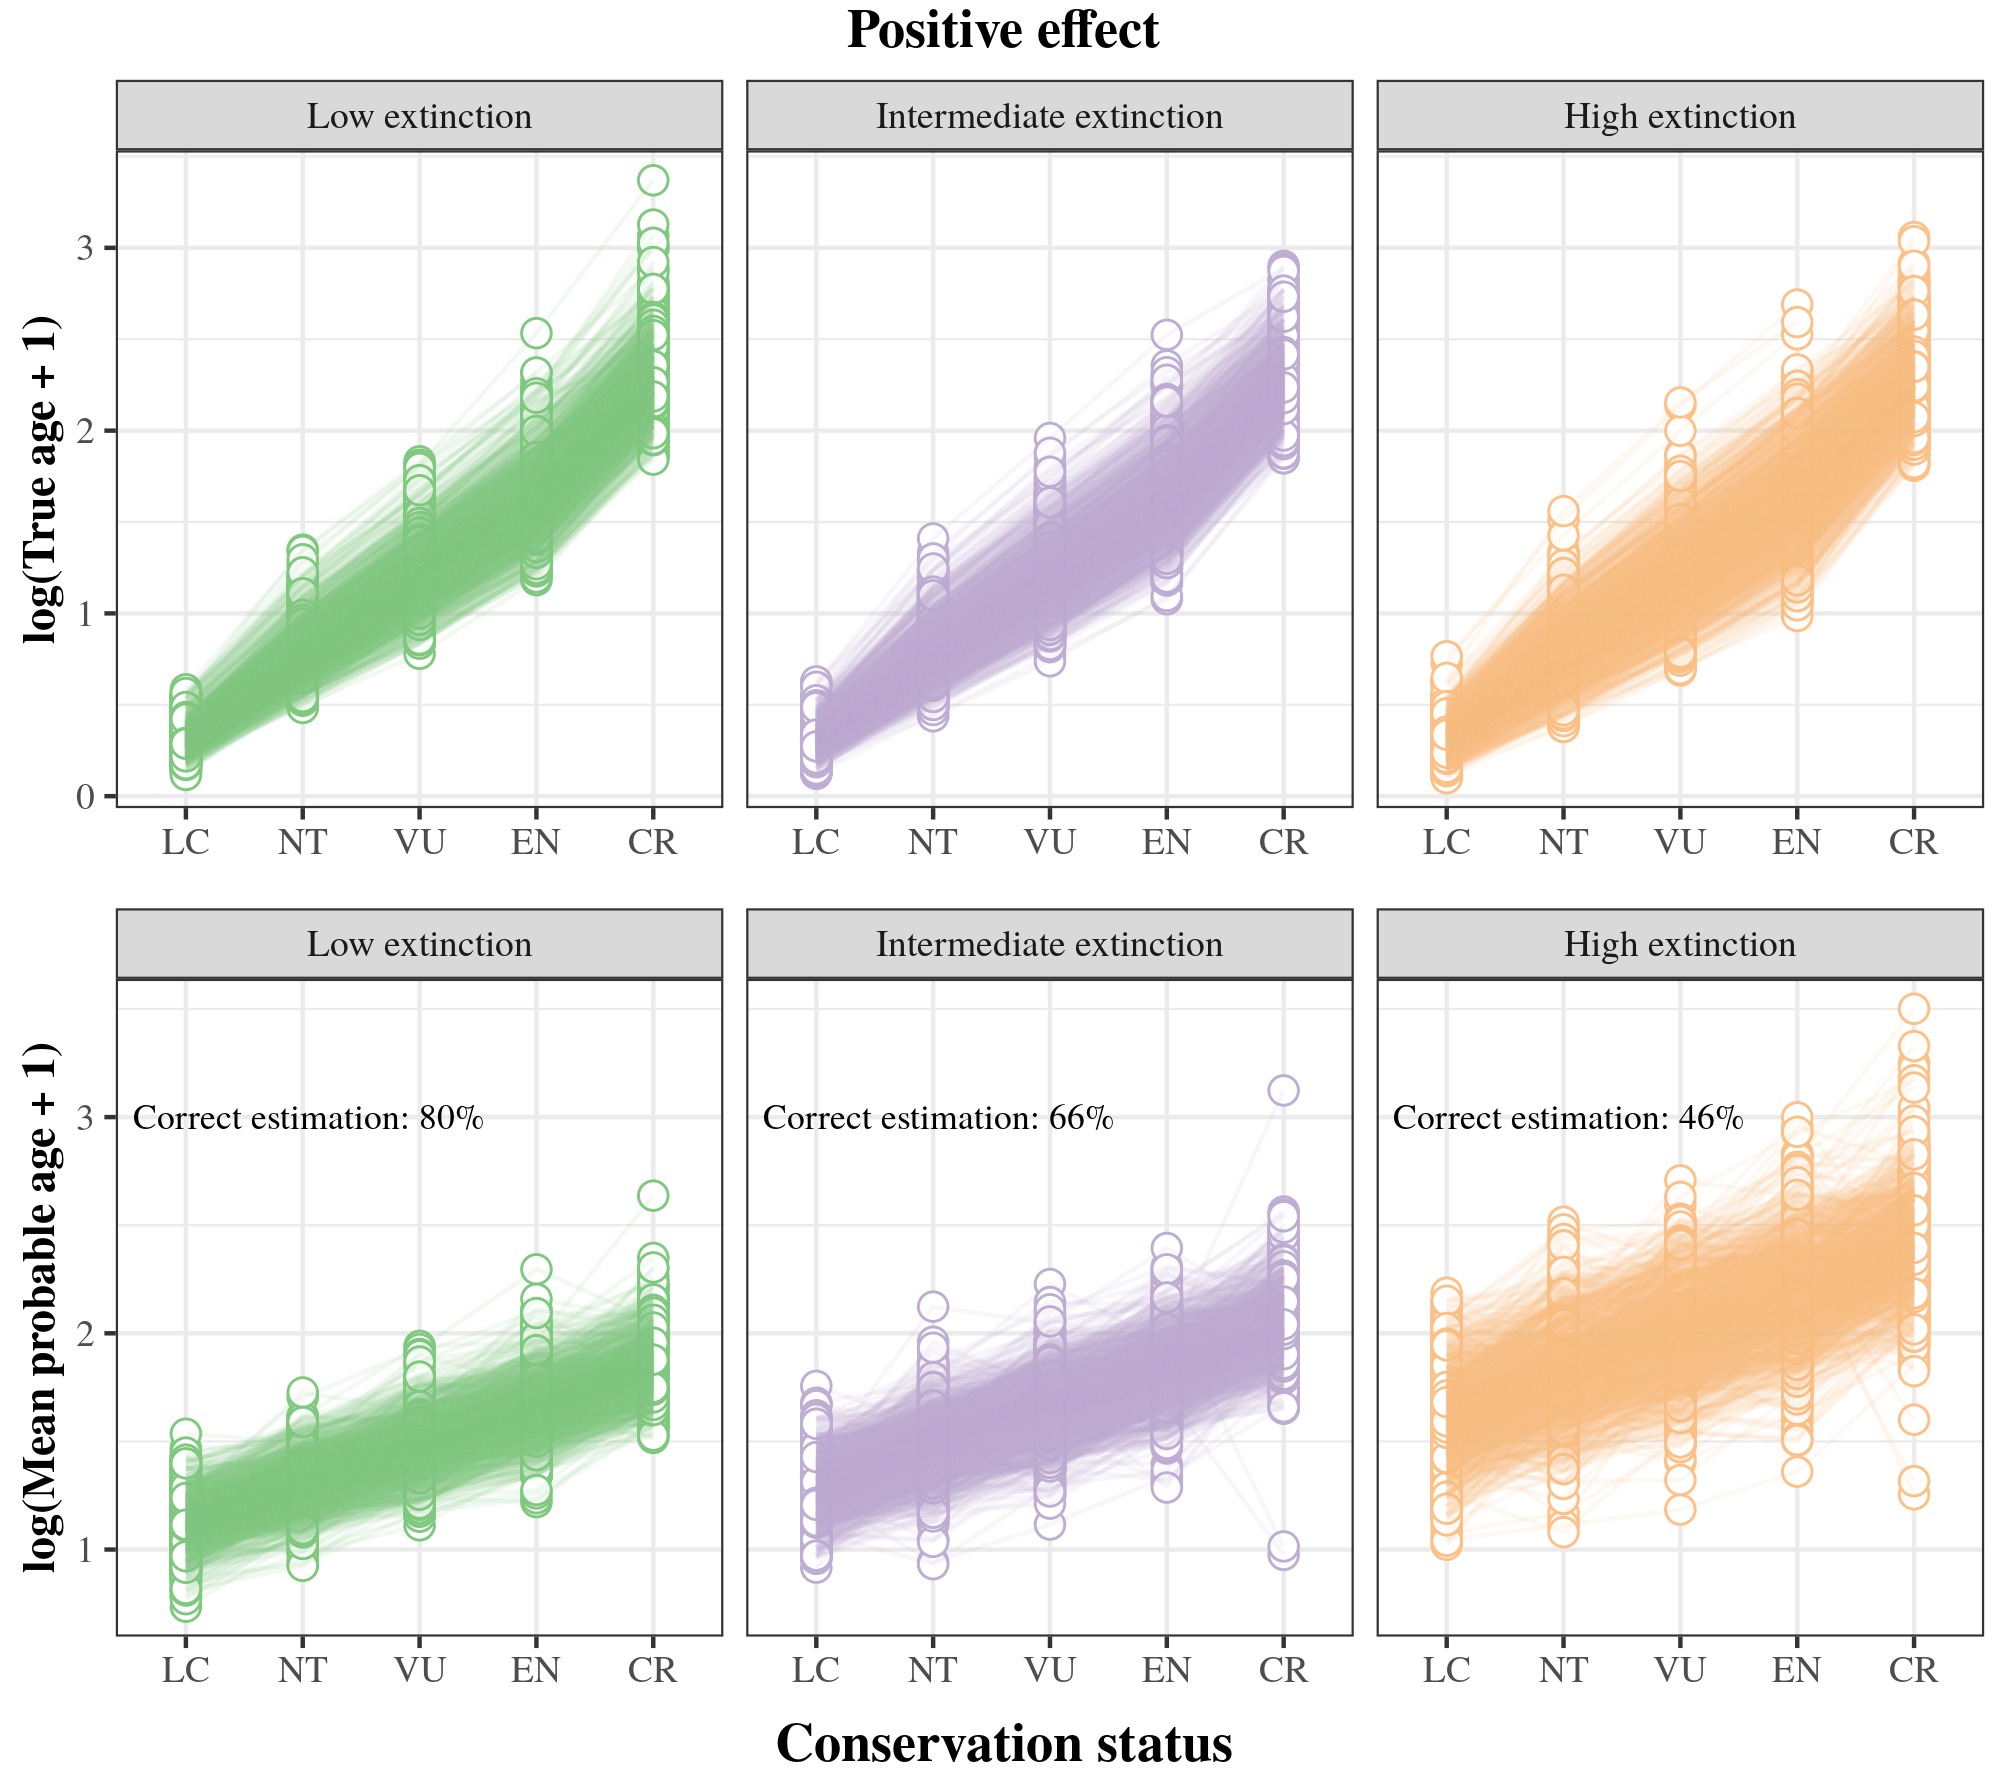 Positive effect
Low extinction
Intermediate extinction
High extinction
log(True age + 1)
3
2
1
0
LC NT VU EN CR
LC NT VU EN CR
LC NT VU EN CR
Low extinction
Intermediate extinction
High extinction
log(Mean probable age + 1)
3
2
1
Correct estimation: 80%
Correct estimation: 66%
Correct estimation: 46%
LC NT VU EN CR
LC NT VU EN CR
LC NT VU EN CR
Conservation status